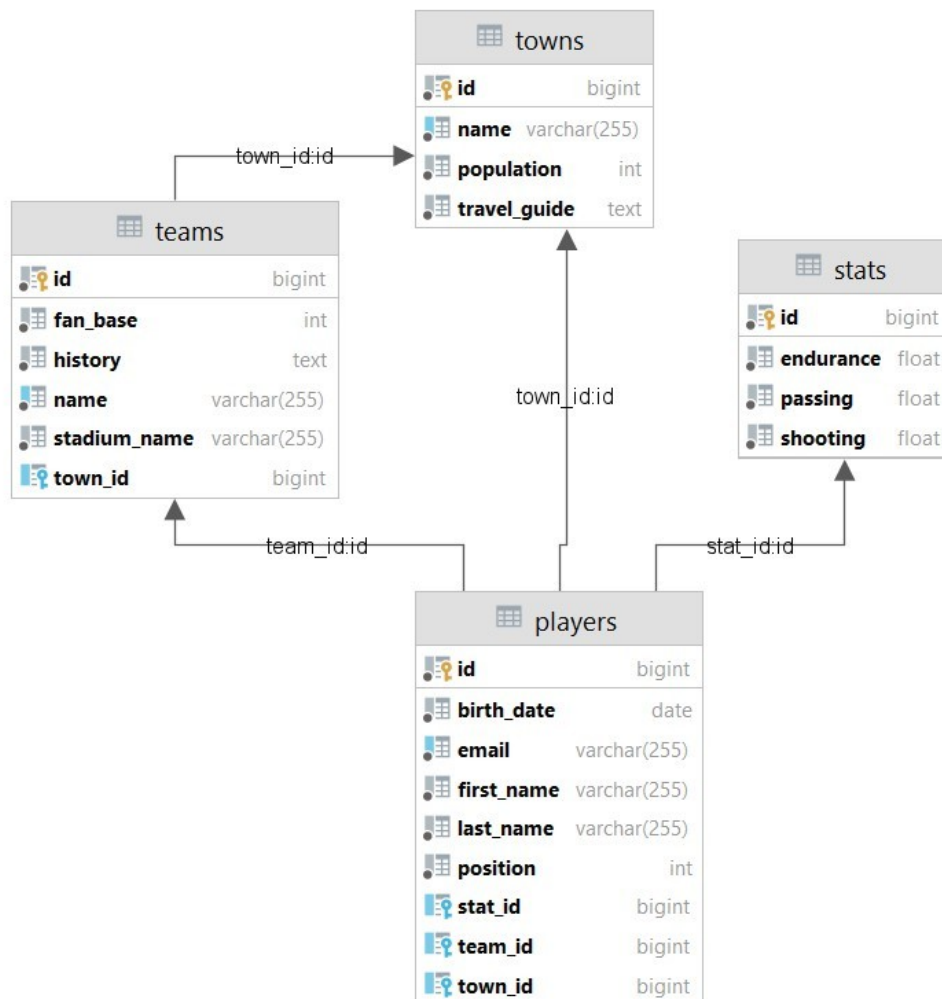 towns
id bigint
name varchar(255)
population int
travel_guide text
town_id:id
teams
id bigint
fan_base int
history text
name varchar(255)
stadium_name varchar(255)
town_id bigint
stats
id bigint
endurance float
passing float
shooting float
town_id:id
team_id:id
stat_id:id
players
id bigint
birth_date date
email varchar(255)
first_name varchar(255)
last_name varchar(255)
position int
stat_id bigint
team_id bigint
town_id bigint